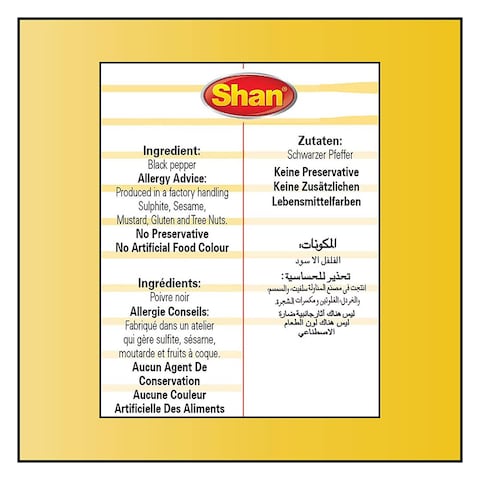 Shan®
Ingredient:
Black pepper
Allergy Advice:
Produced in a factory handling
Sulphite, Sesame,
Mustard, Gluten and Tree Nuts.
No Preservative
No Artificial Food Colour
Ingrédients:
Poivre noir
Allergie Conseils:
Fabriqué dans un atelier
qui gère sulfite, sésame,
moutarde et fruits à coque.
Aucun Agent De
Conservation
Aucune Couleur
Artificielle Des Aliments
Zutaten:
Schwarzer Pfeffer
Keine Preservative
Keine Zusätzlichen
Lebensmittelfarben
المكونات:
الفلفل الا سود
تحذير للحساسية:
انتجت في مصنع المناولة سلفيت، والسمسم،
والخردل، الغلوتين ومكسرات الشجرة.
ليس هناك أثار جانبية ضارة
ليس هناك لون الطعام
الاصطناعي